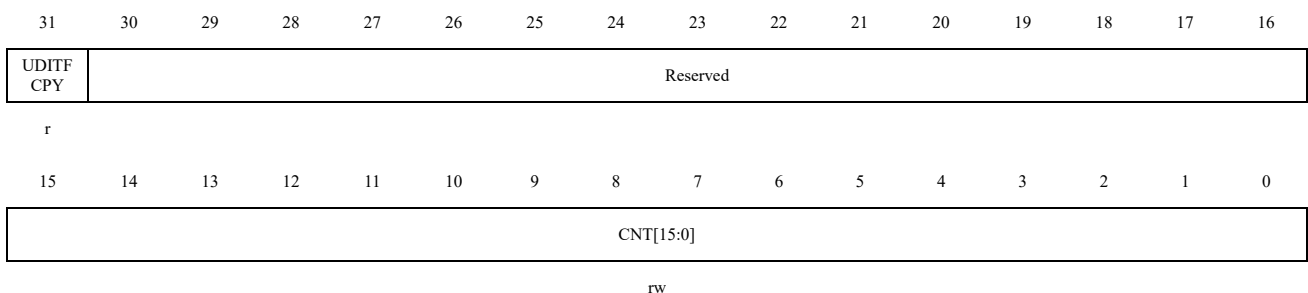 31 30 29 28 27 26 25 24 23 22 21 20 19 18 17 16
UDITF
CPY
Reserved
r
15 14 13 12 11 10 9 8 7 6 5 4 3 2 1 0
CNT[15:0]
rw